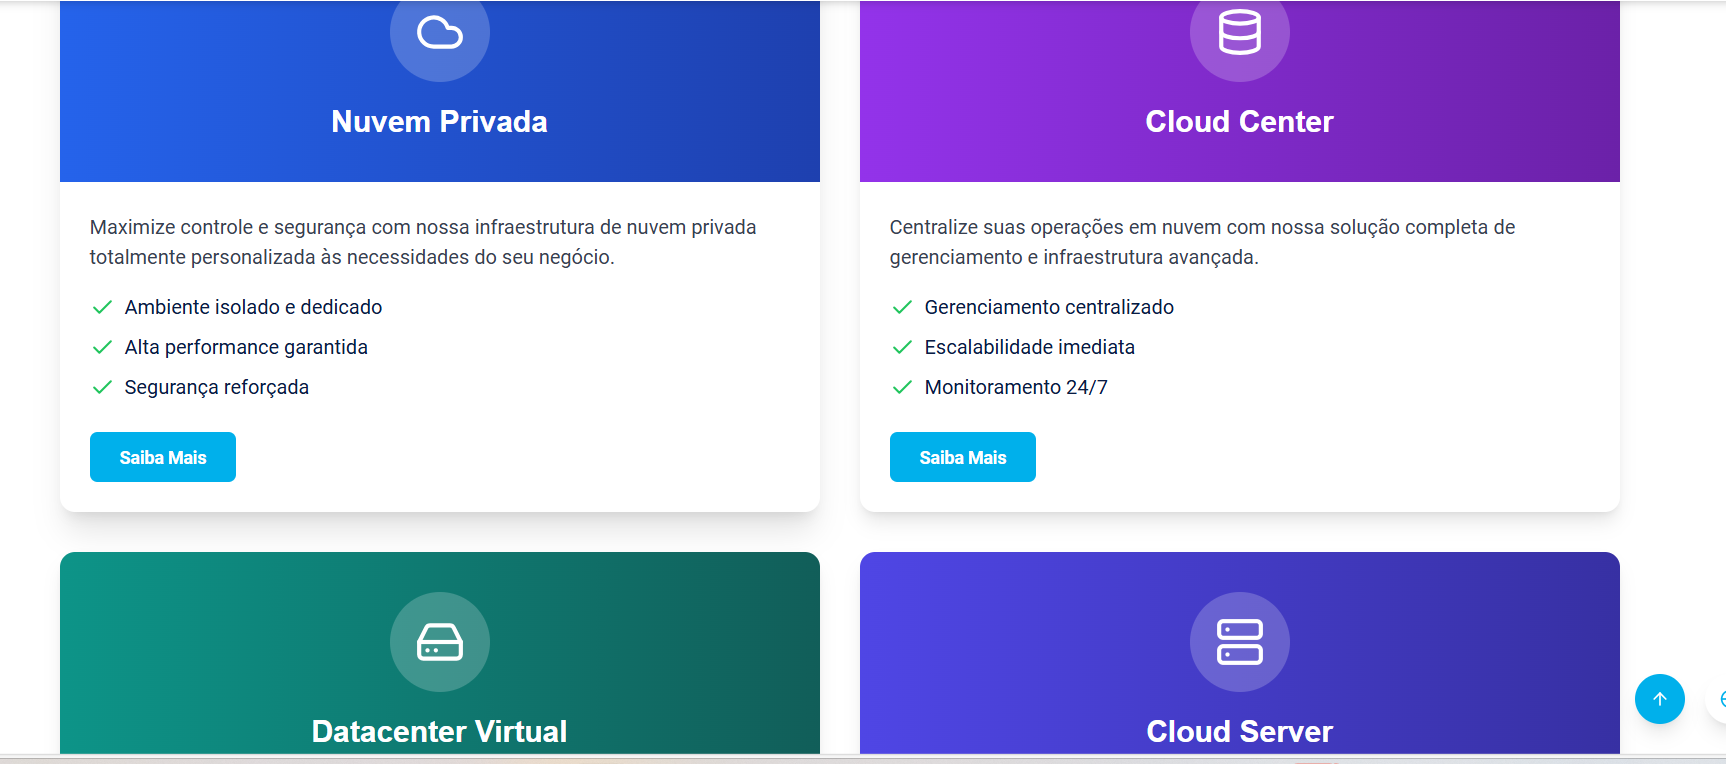 Nuvem Privada
Maximize controle e segurança com nossa infraestrutura de nuvem privada
totalmente personalizada às necessidades do seu negócio.
Ambiente isolado e dedicado
Alta performance garantida
Segurança reforçada
Saiba Mais
Cloud Center
Centralize suas operações em nuvem com nossa solução completa de
gerenciamento e infraestrutura avançada.
Gerenciamento centralizado
Escalabilidade imediata
Monitoramento 24/7
Saiba Mais
Datacenter Virtual
Cloud Server